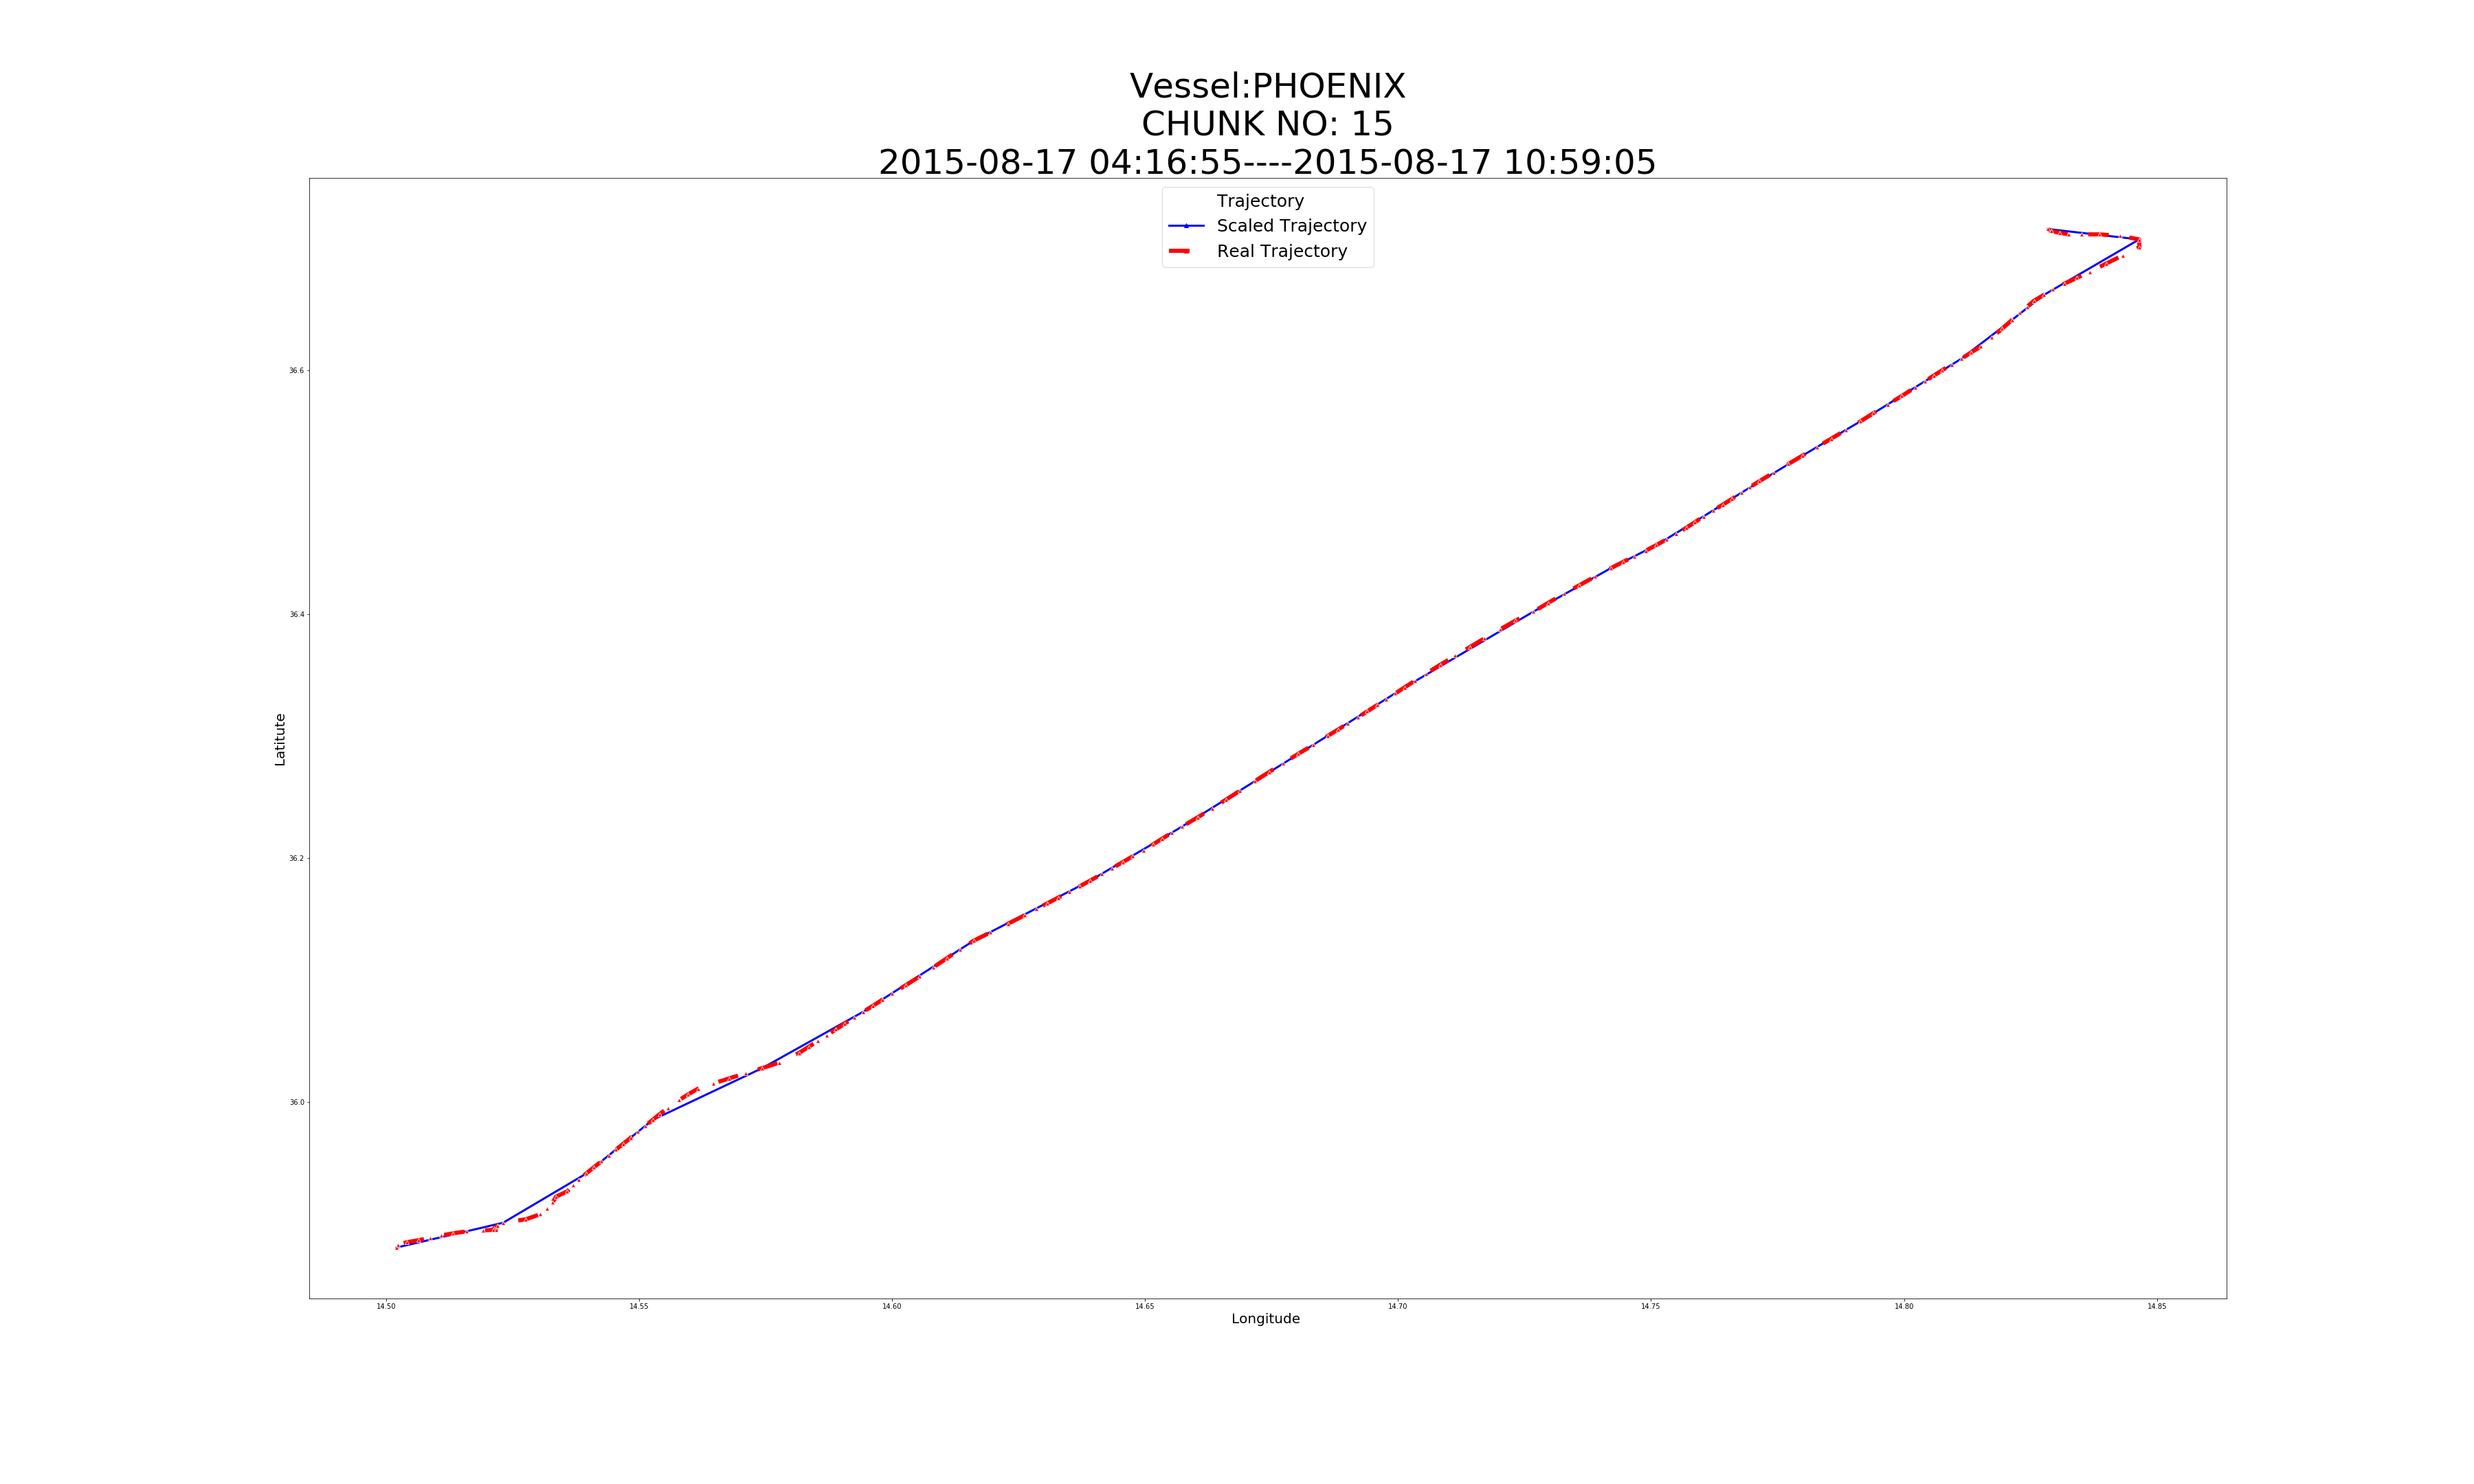 Vessel:PHOENIX
CHUNK NO: 15
2015-08-17 04:16:55----2015-08-17 10:59:05
Trajectory
Scaled Trajectory
Real Trajectory
36.6
36.4
36.2
36.0
Latitute
14.50 14.55 14.60 14.65 14.70 14.75 14.80 14.85
Longitude